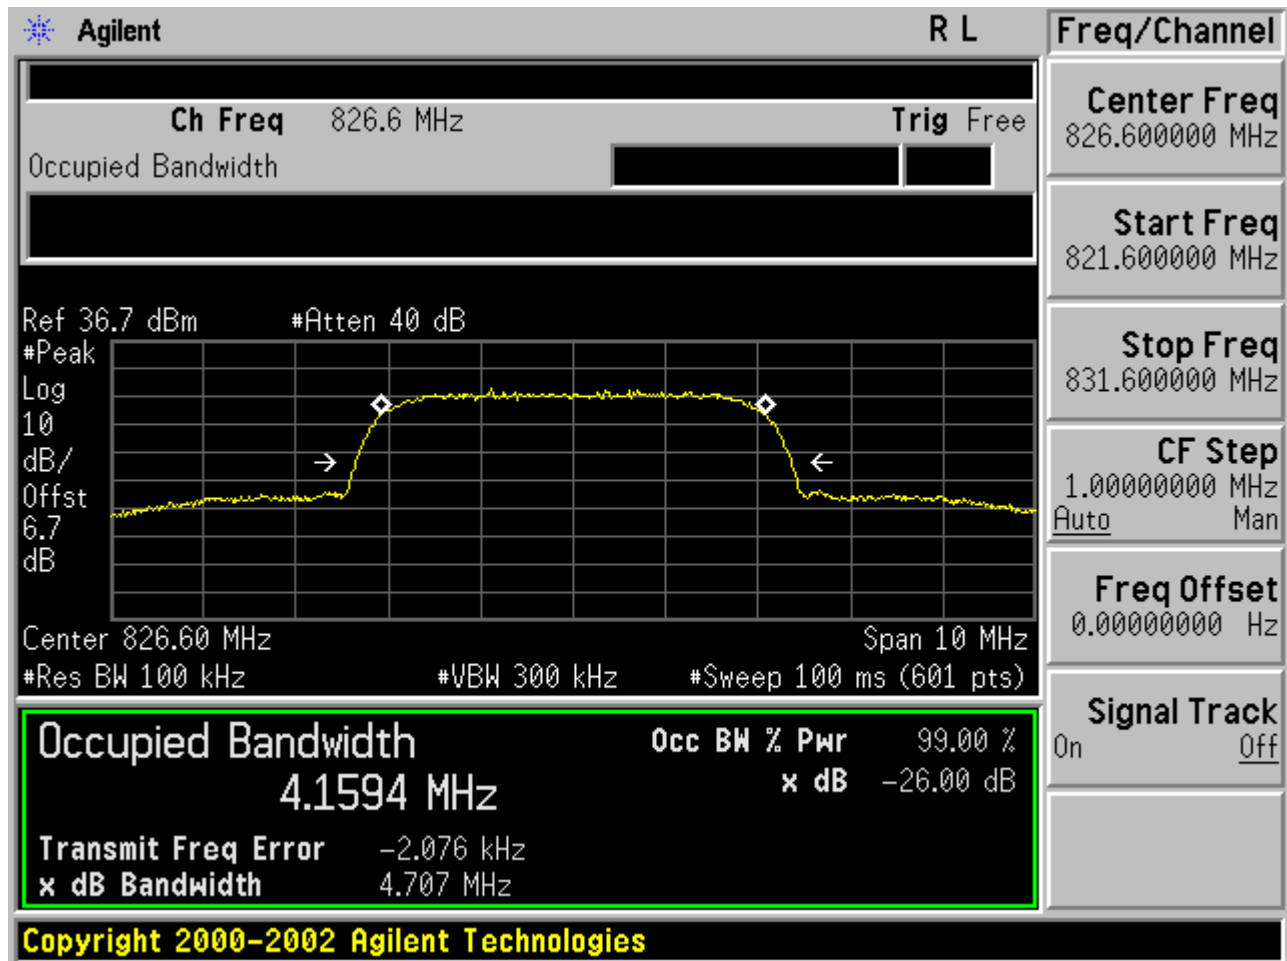 Agilent R L Freq/Channel
Ch Freq 826.6 MHz Trig Free
Occupied Bandwidth
Center Freq
826.600000 MHz
Start Freq
821.600000 MHz
Stop Freq
831.600000 MHz
CF Step
1.00000000 MHz
Auto Man
Freq Offset
0.00000000 Hz
Signal Track
On Off
Ref 36.7 dBm #Atten 40 dB
#Peak
Log
10
dB/
Offst
6.7
dB
Center 826.60 MHz Span 10 MHz
#Res BW 100 kHz #VBW 300 kHz #Sweep 100 ms (601 pts)
Occupied Bandwidth Occ BW % Pwr 99.00 %
4.1594 MHz x dB -26.00 dB
Transmit Freq Error -2.076 kHz
x dB Bandwidth 4.707 MHz
Copyright 2000-2002 Agilent Technologies